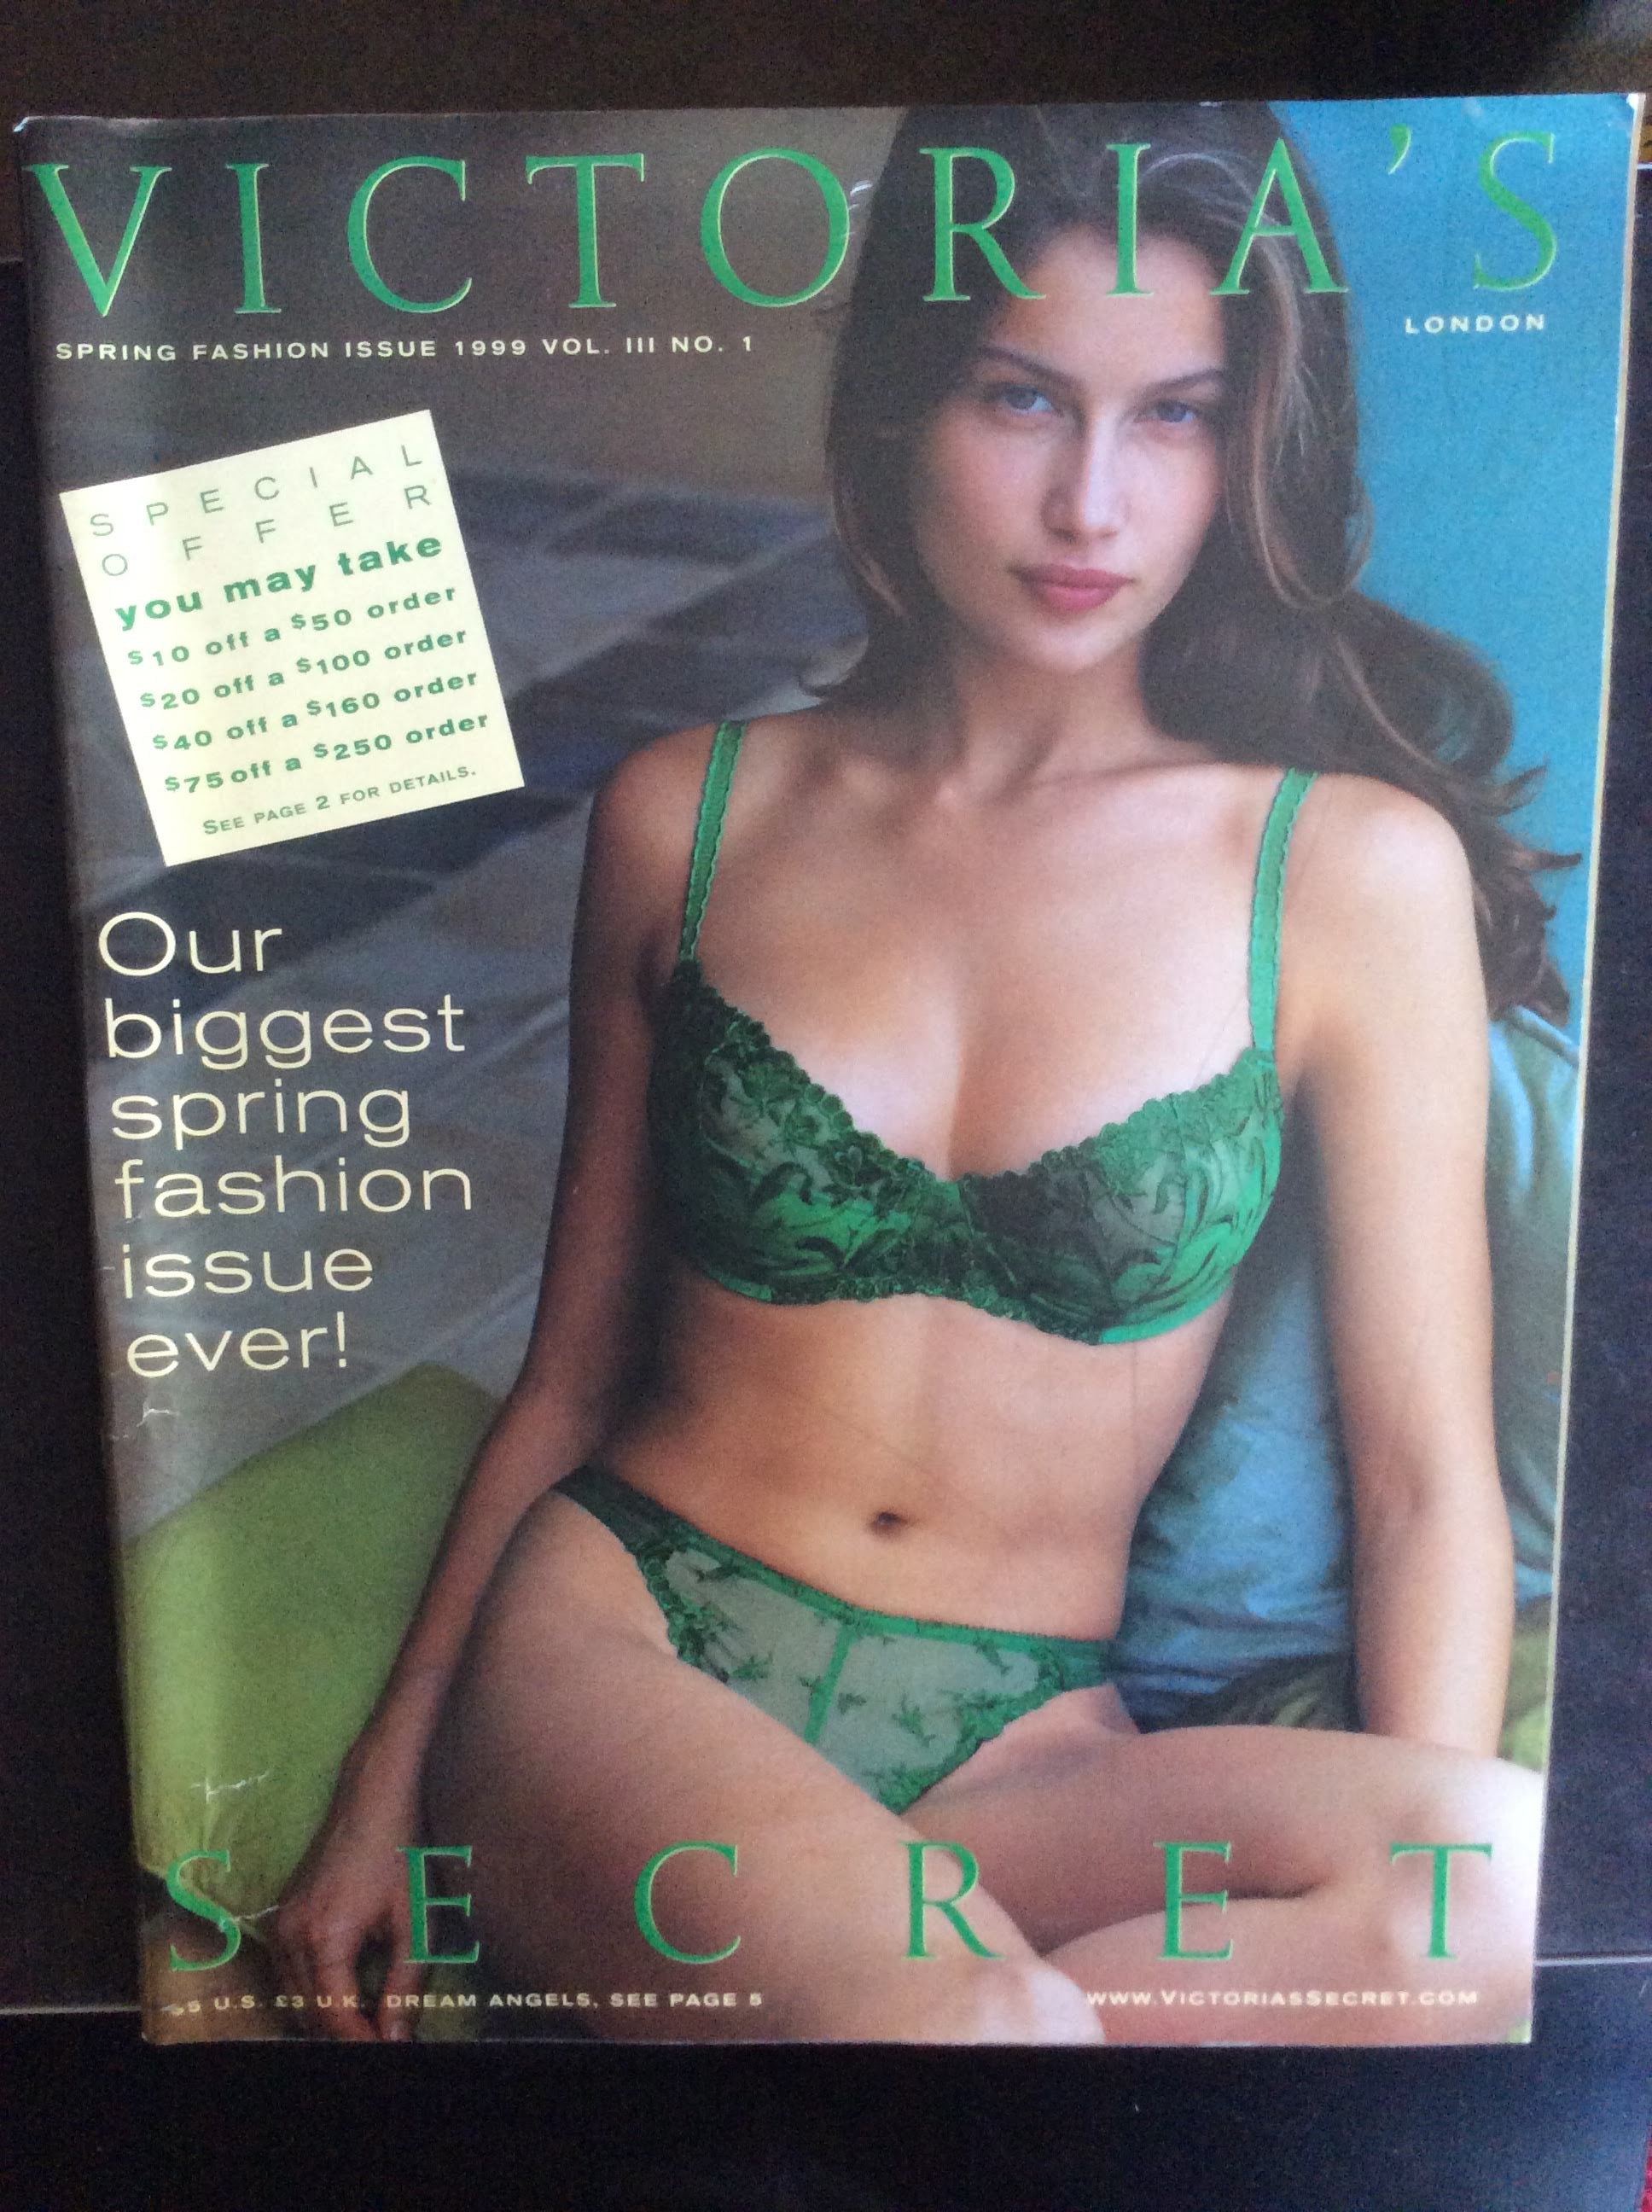 VICTORIA'S
LONDON
SPRING FASHION ISSUE 1999 VOL. III NO. 1
SPECIAL
OFFER
you may take
$10 off a $50 order
$20 off a $100 order
$40 off a $160 order
$75 off a $250 order
SEE PAGE 2 FOR DETAILS.
Our
biggest
spring
fashion
issue
ever!
SECRET
$5 U.S. £3 U.K. DREAM ANGELS, SEE PAGE 5
WWW.VICTORIASSECRET.COM